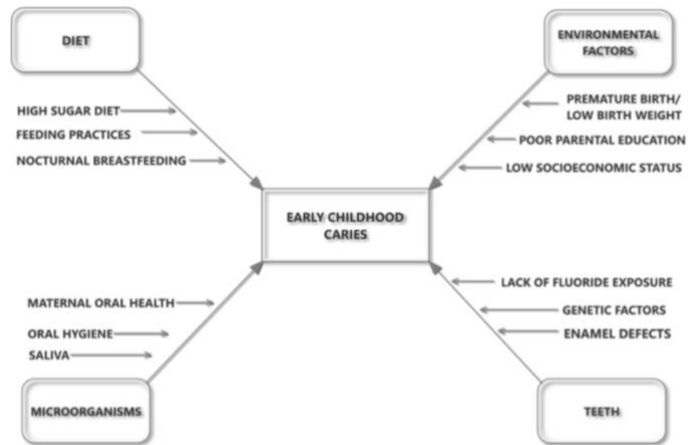 DIET
HIGH SUGAR DIET
FEEDING PRACTICES
NOCTURNAL BREASTFEEDING
ENVIRONMENTAL
FACTORS
PREMATURE BIRTH/
LOW BIRTH WEIGHT
POOR PARENTAL EDUCATION
LOW SOCIOECONOMIC STATUS
EARLY CHILDHOOD
CARIES
MATERNAL ORAL HEALTH
ORAL HYGIENE
SALIVA
MICROORGANISMS
LACK OF FLUORIDE EXPOSURE
GENETIC FACTORS
ENAMEL DEFECTS
TEETH